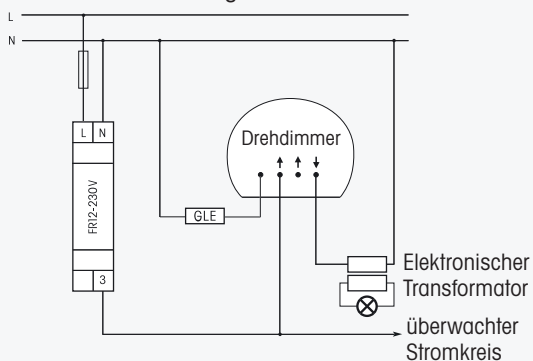 L
N
L N
FR12-230V
3
Drehdimmer
GLE
Elektronischer
Transformator
überwachter
Stromkreis